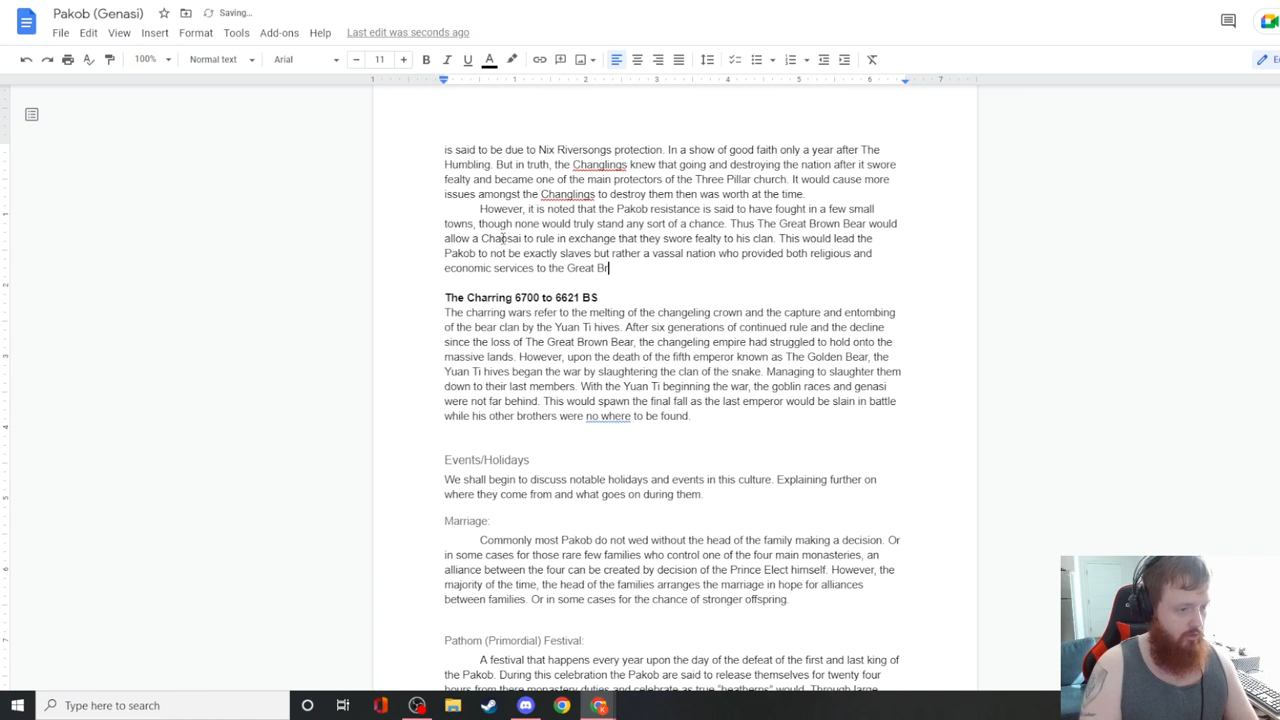 Pakob (Genasi)
Saving...
File Edit View Insert Format Tools Add-ons Help Last edit was seconds ago
100% Normal text Arial 11
1 1 2 3 4 5 6 7
is said to be due to Nix Riversongs protection. In a show of good faith only a year after The
Humbling. But in truth, the Changlings knew that going and destroying the nation after it swore
fealty and became one of the main protectors of the Three Pillar church. It would cause more
issues amongst the Changlings to destroy them then was worth at the time.
However, it is noted that the Pakob resistance is said to have fought in a few small
towns, though none would truly stand any sort of a chance. Thus The Great Brown Bear would
allow a to rule in exchange that they swore fealty to his clan. This would lead the
Pakob to not be exactly slaves but rather a vassal nation who provided both religious and
economic services to the Great Br
The Charring 6700 to 6621 BS
The charring wars refer to the melting of the changeling crown and the capture and entombing
of the bear clan by the Yuan Ti hives. After six generations of continued rule and the decline
since the loss of The Great Brown Bear, the changeling empire had struggled to hold onto the
massive lands. However, upon the death of the fifth emperor known as The Golden Bear, the
Yuan Ti hives began the war by slaughtering the clan of the snake. Managing to slaughter them
down to their last members. With the Yuan Ti beginning the war, the goblin races and genasi
were not far behind. This would spawn the final fall as the last emperor would be slain in battle
while his other brothers were no where to be found.
Events/Holidays
We shall begin to discuss notable holidays and events in this culture. Explaining further on
where they come from and what goes on during them.
Marriage:
Commonly most Pakob do not wed without the head of the family making a decision. Or
in some cases for those rare few families who control one of the four main monasteries, an
alliance between the four can be created by decision of the Prince Elect himself. However, the
majority of the time, the head of the families arranges the marriage in hope for alliances
between families. Or in some cases for the chance of stronger offspring.
Pathom (Primordial) Festival:
A festival that happens every year upon the day of the defeat of the first and last king of
the Pakob. During this celebration the Pakob are said to release themselves for twenty four
hours from there monastery duties and celebrate as true "heatherns" would. Through large
Type here to search